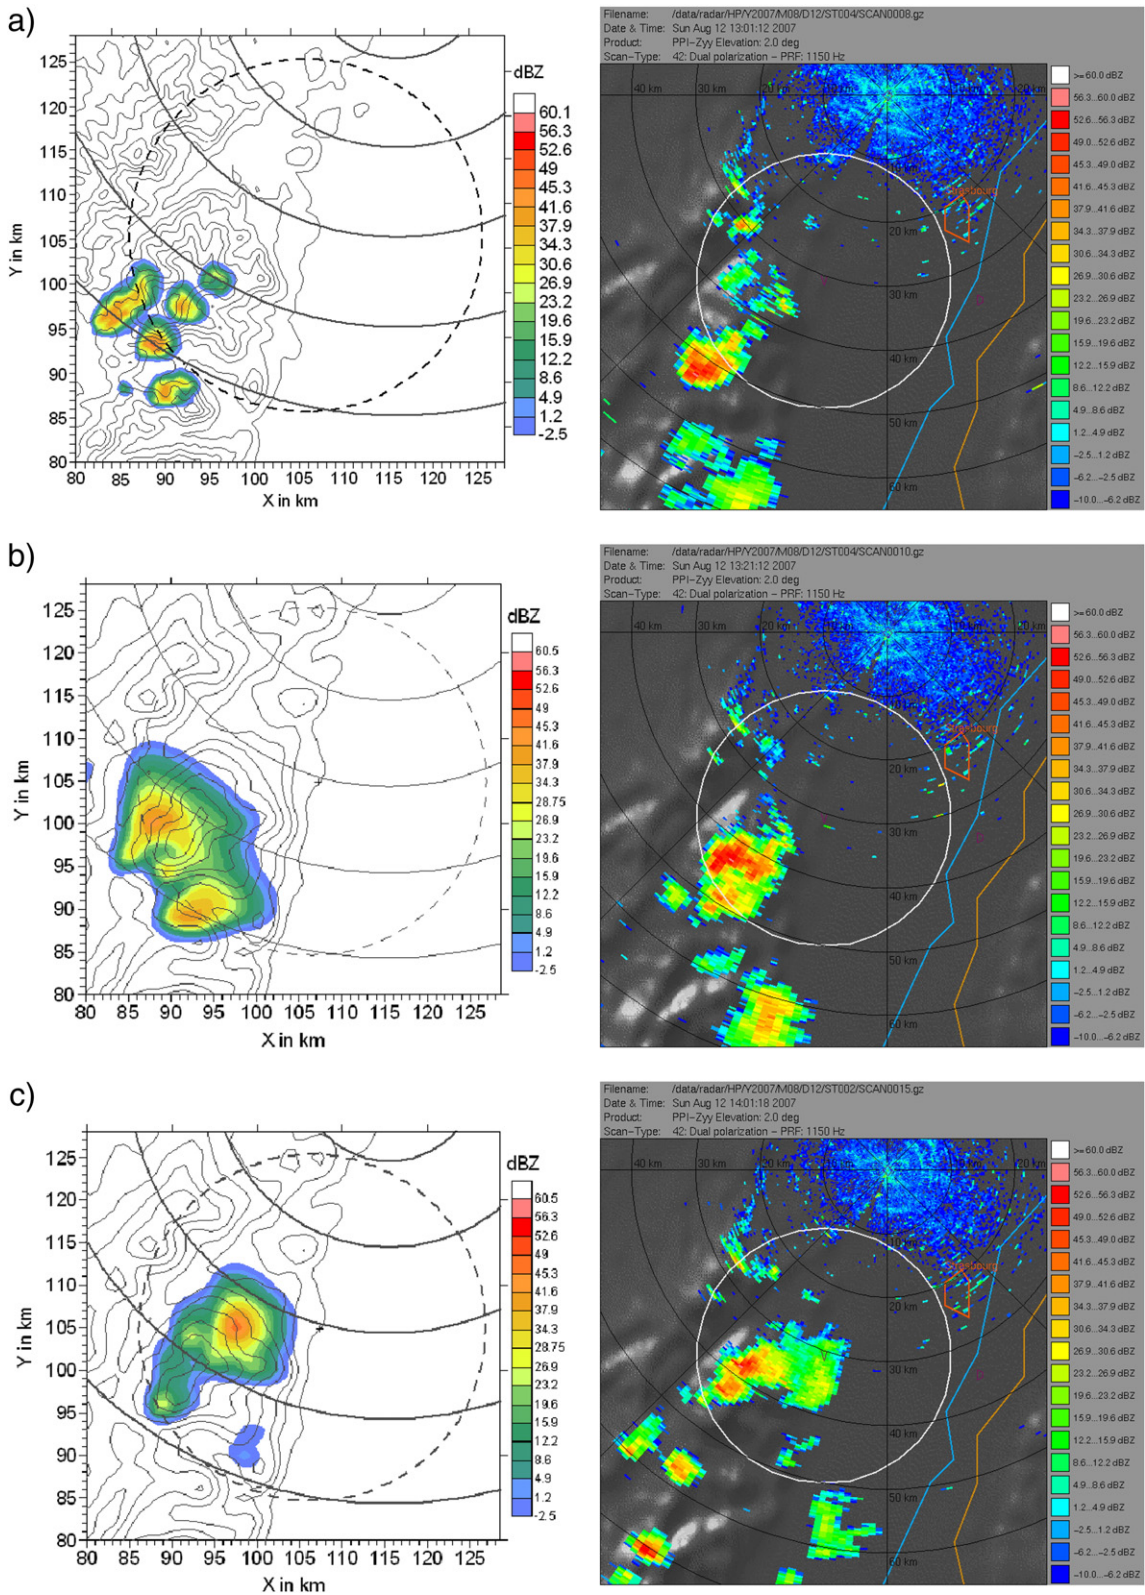 a)
Filename: /data/radar/HP/Y2007/M08/D12/ST004/SCAN0008.gz
Date & Time: Sun Aug 12 13:01:12 2007
Product: PPI-Zyy Elevation: 2.0 deg
Scan-Type: 42: Dual polarization – PRF: 1150 Hz
dBZ
60.1
56.3
52.6
49
45.3
41.6
37.9
34.3
30.6
26.9
23.2
19.6
15.9
12.2
8.6
4.9
1.2
-2.5
125
120
115
110
105
100
95
90
85
80
Y in km
80 85 90 95 100 105 110 115 120 125
X in km
40 km 30 km 20 km 10 km 20 km
10 km
20 km
30 km
40 km
50 km
60 km
>= 60.0 dBZ
56.3...60.0 dBZ
52.6...56.3 dBZ
49.0...52.6 dBZ
45.3...49.0 dBZ
41.6...45.3 dBZ
37.9...41.6 dBZ
34.3...37.9 dBZ
30.6...34.3 dBZ
26.9...30.6 dBZ
23.2...26.9 dBZ
19.6...23.2 dBZ
15.9...19.6 dBZ
12.2...15.9 dBZ
8.6...12.2 dBZ
4.9...8.6 dBZ
1.2...4.9 dBZ
−2.5...1.2 dBZ
−6.2...−2.5 dBZ
−10.0...−6.2 dBZ
b)
Filename: /data/radar/HP/Y2007/M08/D12/ST004/SCAN0010.gz
Date & Time: Sun Aug 12 13:21:12 2007
Product: PPI-Zyy Elevation: 2.0 deg
Scan-Type: 42: Dual polarization – PRF: 1150 Hz
dBZ
60.5
56.3
52.6
49
45.3
41.6
37.9
34.3
28.75
26.9
23.2
19.6
15.9
12.2
8.6
4.9
1.2
-2.5
125
120
115
110
105
100
95
90
85
80
Y in km
80 85 90 95 100 105 110 115 120 125
X in km
40 km 30 km 20 km 10 km 20 km
20 km
30 km
40 km
50 km
60 km
>= 60.0 dBZ
56.3...60.0 dBZ
52.6...56.3 dBZ
49.0...52.6 dBZ
45.3...49.0 dBZ
41.6...45.3 dBZ
37.9...41.6 dBZ
34.3...37.9 dBZ
30.6...34.3 dBZ
26.9...30.6 dBZ
23.2...26.9 dBZ
19.6...23.2 dBZ
15.9...19.6 dBZ
12.2...15.9 dBZ
8.6...12.2 dBZ
4.9...8.6 dBZ
1.2...4.9 dBZ
−2.5...1.2 dBZ
−6.2...−2.5 dBZ
−10.0...−6.2 dBZ
c)
Filename: /data/radar/HP/Y2007/M08/D12/ST002/SCAN0015.gz
Date & Time: Sun Aug 12 14:01:18 2007
Product: PPI-Zyy Elevation: 2.0 deg
Scan-Type: 42: Dual polarization – PRF: 1150 Hz
dBZ
60.5
56.3
52.6
49
45.3
41.6
37.9
34.3
28.75
26.9
23.2
19.6
15.9
12.2
8.6
4.9
1.2
-2.5
125
120
115
110
105
100
95
90
85
80
Y in km
80 85 90 95 100 105 110 115 120 125
X in km
40 km 30 km 20 km 10 km 20 km
10 km
20 km
30 km
40 km
50 km
60 km
>= 60.0 dBZ
56.3...60.0 dBZ
52.6...56.3 dBZ
49.0...52.6 dBZ
45.3...49.0 dBZ
41.6...45.3 dBZ
37.9...41.6 dBZ
34.3...37.9 dBZ
30.6...34.3 dBZ
26.9...30.6 dBZ
23.2...26.9 dBZ
19.6...23.2 dBZ
15.9...19.6 dBZ
12.2...15.9 dBZ
8.6...12.2 dBZ
4.9...8.6 dBZ
1.2...4.9 dBZ
−2.5...1.2 dBZ
−6.2...−2.5 dBZ
−10.0...−6.2 dBZ